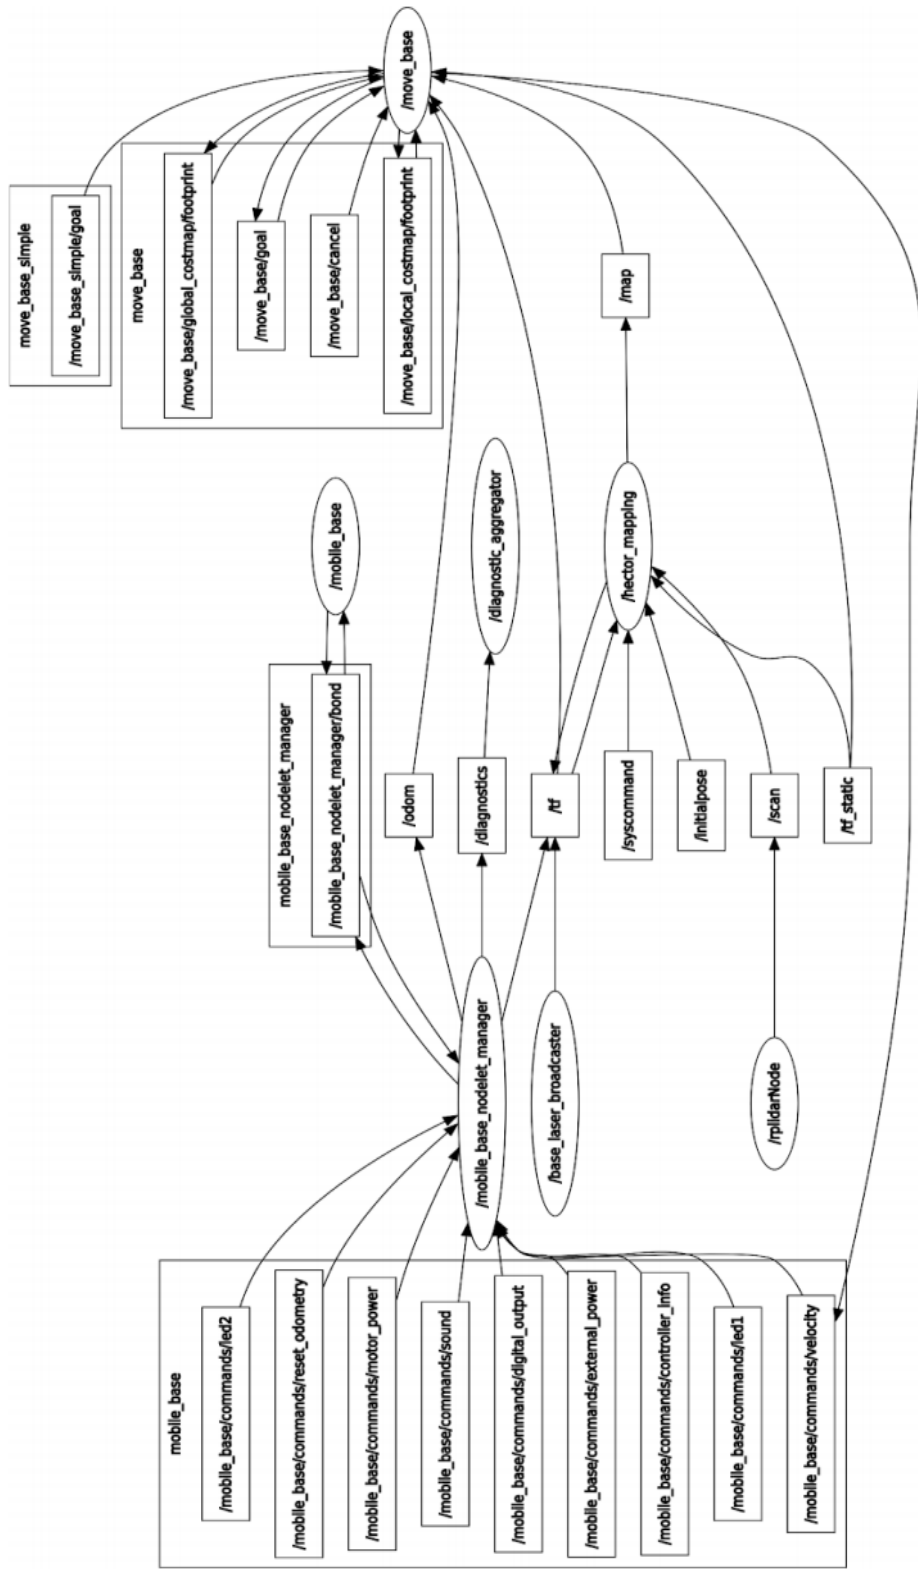 mobile_base
/mobile_base/commands/led2
/mobile_base/commands/reset_odometry
/mobile_base/commands/motor_power
/mobile_base/commands/sound
/mobile_base/commands/digital_output
/mobile_base/commands/external_power
/mobile_base/commands/controller_info
/mobile_base/commands/led1
/mobile_base/commands/velocity
/mobile_base_nodelet_manager
/base_laser_broadcaster
/rplidarNode
mobile_base_nodelet_manager
/mobile_base_nodelet_manager/bond
/odom
/diagnostics
/tf
/syscommand
/initialpose
/scan
/tf_static
/mobile_base
/diagnostic_aggregator
/hector_mapping
move_base_simple
/move_base_simple/goal
move_base
/move_base/global_costmap/footprint
/move_base/goal
/move_base/cancel
/move_base/local_costmap/footprint
/map
/move_base